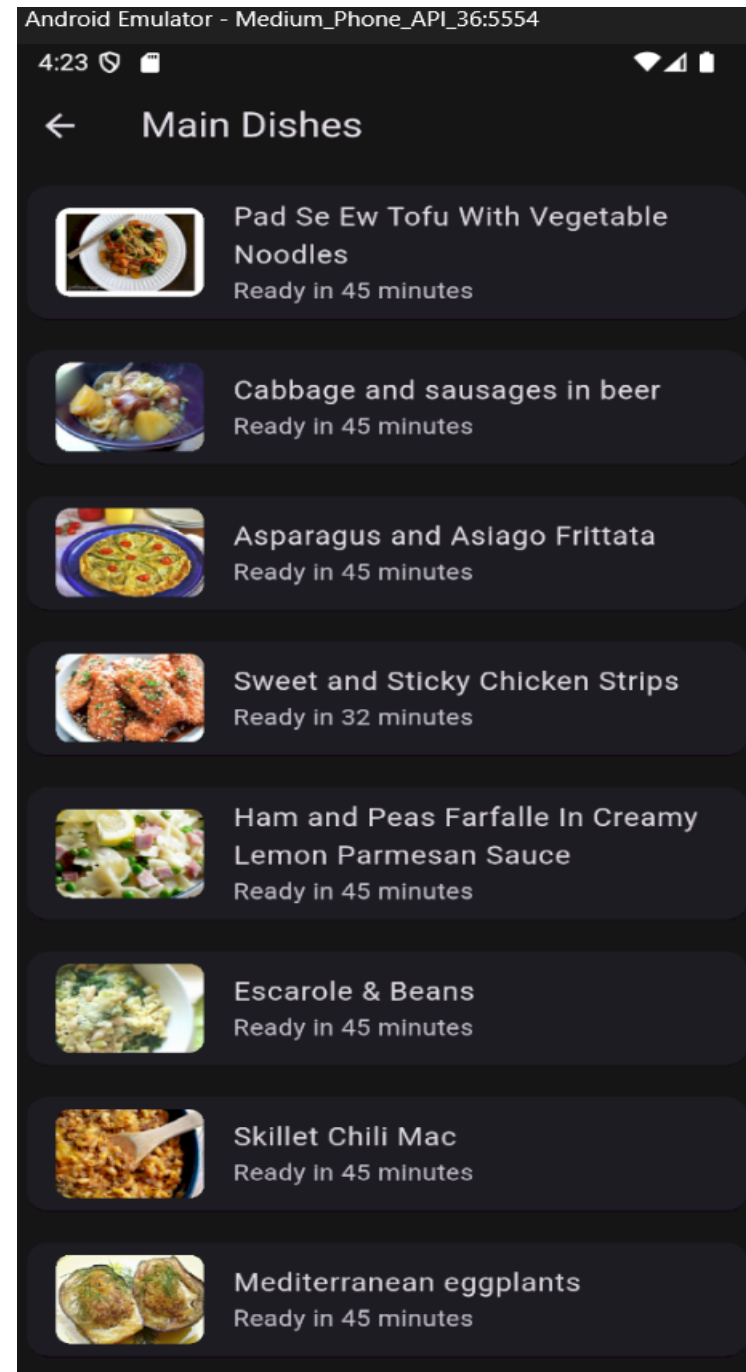 Android Emulator - Medium_Phone_API_36:5554
4:23
Main Dishes
Pad Se Ew Tofu With Vegetable
Noodles
Ready in 45 minutes
Cabbage and sausages in beer
Ready in 45 minutes
Asparagus and Asiago Frittata
Ready in 45 minutes
Sweet and Sticky Chicken Strips
Ready in 32 minutes
Ham and Peas Farfalle In Creamy
Lemon Parmesan Sauce
Ready in 45 minutes
Escarole & Beans
Ready in 45 minutes
Skillet Chili Mac
Ready in 45 minutes
Mediterranean eggplants
Ready in 45 minutes